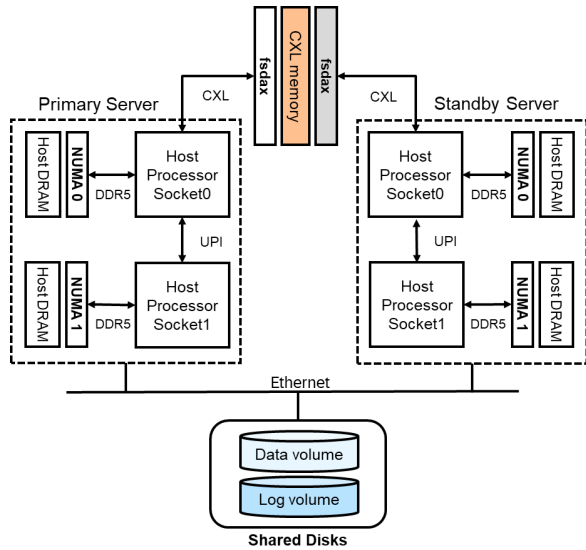 fsdax
CXL memory
fsdax
CXL
CXL
Primary Server
Standby Server
Host DRAM
NUMA 0
DDR5
Host
Processor
Socket0
Host
Processor
Socket0
DDR5
NUMA 0
Host DRAM
UPI
UPI
Host DRAM
NUMA 1
DDR5
Host
Processor
Socket1
Host
Processor
Socket1
DDR5
NUMA 1
Host DRAM
Ethernet
Data volume
Log volume
Shared Disks